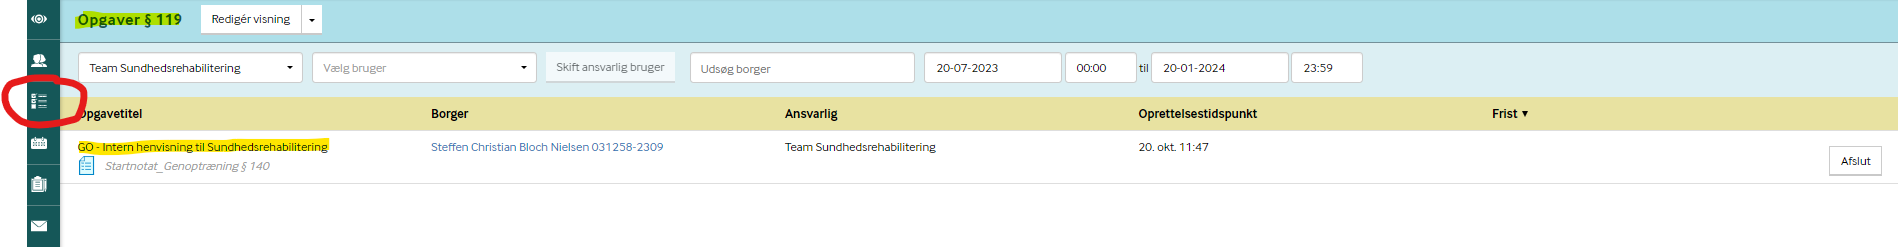 Opgaver § 119 Redigér visning
Team Sundhedsrehabilitering Vælg bruger Skift ansvarlig bruger Udsøg borger 20-07-2023 00:00 til 20-01-2024 23:59
Opgavetitel Borger Ansvarlig Oprettelsestidspunkt Frist ▼
GO - Intern henvisning til Sundhedsrehabilitering Steffen Christian Bloch Nielsen 031258-2309 Team Sundhedsrehabilitering 20. okt. 11:47
Startnotat_Genoptræning § 140 Afslut